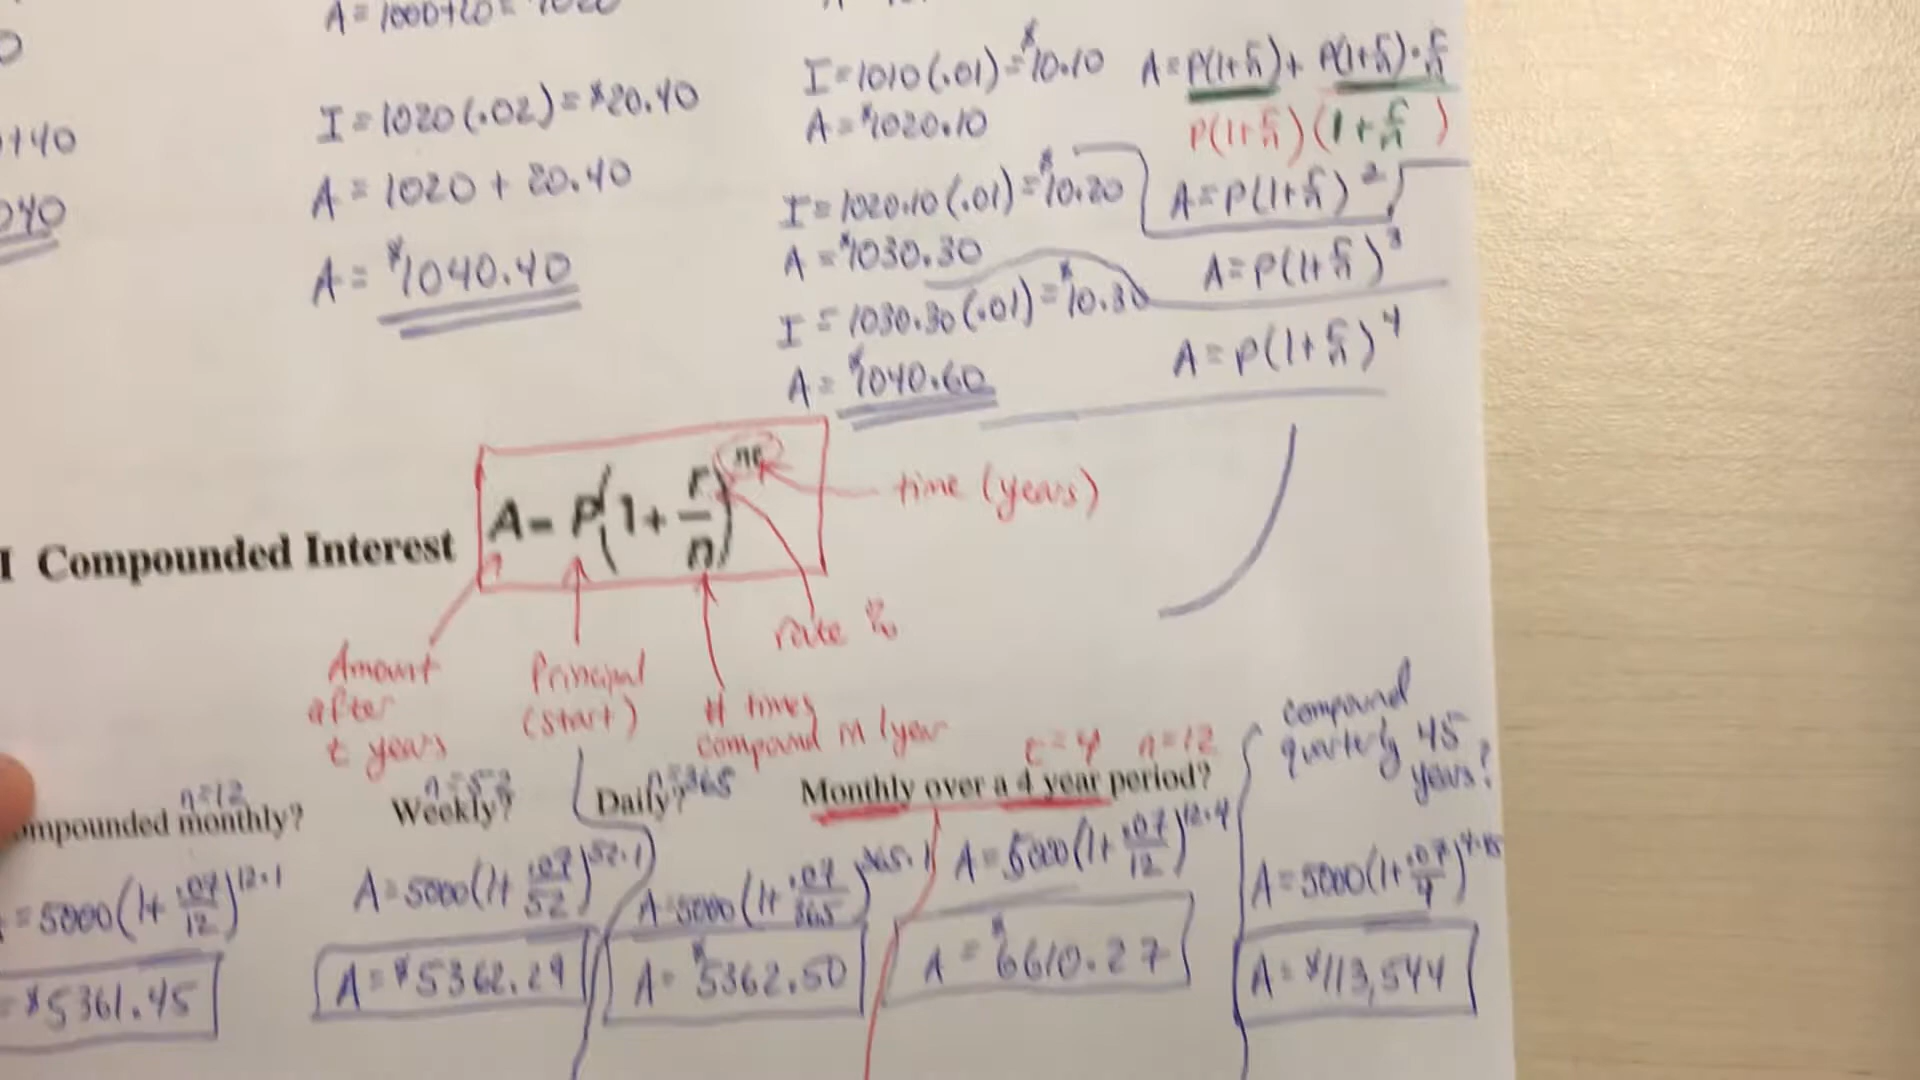 A = 1000+20 = 1020
I = 1020(.02) = $20.40
A = 1020 + 20.40
A = $1040.40
+40
040
I = 1010(.01) = $10.10
A = $1020.10
I = 1020.10(.01) = $10.20
A = $1030.30
I = 1030.30(.01) = $10.30
A = $1040.60
A = P(1+r/n) + P(1+r/n)·r/n
P(1+r/n)(1+r/n)
A = P(1+r/n)^2
A = P(1+r/n)^3
A = P(1+r/n)^4
I Compounded Interest
A = P(1+r/n)^nt
time (years)
rate %
Amount
after
t years
Principal
(start)
# times
compound in 1 year
n=12
ompounded monthly?
= 5000(1+.07/12)^12·1
= $5361.45
n=52
Weekly?
A = 5000(1+.07/52)^52·1
A = $5362.29
n=365
Daily?
A = 5000(1+.07/365)^365·1
A = $5362.50
t=4 n=12
Monthly over a 4 year period?
A = 5000(1+.07/12)^12·4
A = $6610.27
compound
quarterly 45
years?
A = 5000(1+.07/4)^4·45
A = $113,544